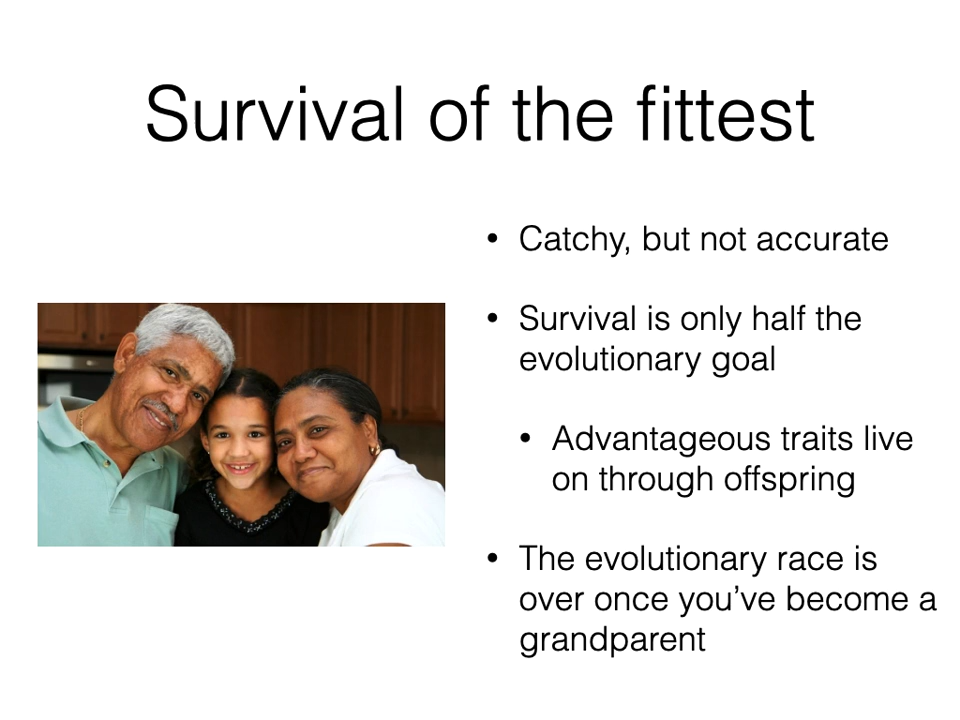 Survival of the fittest
• Catchy, but not accurate
• Survival is only half the
evolutionary goal
• Advantageous traits live
on through offspring
• The evolutionary race is
over once you’ve become a
grandparent